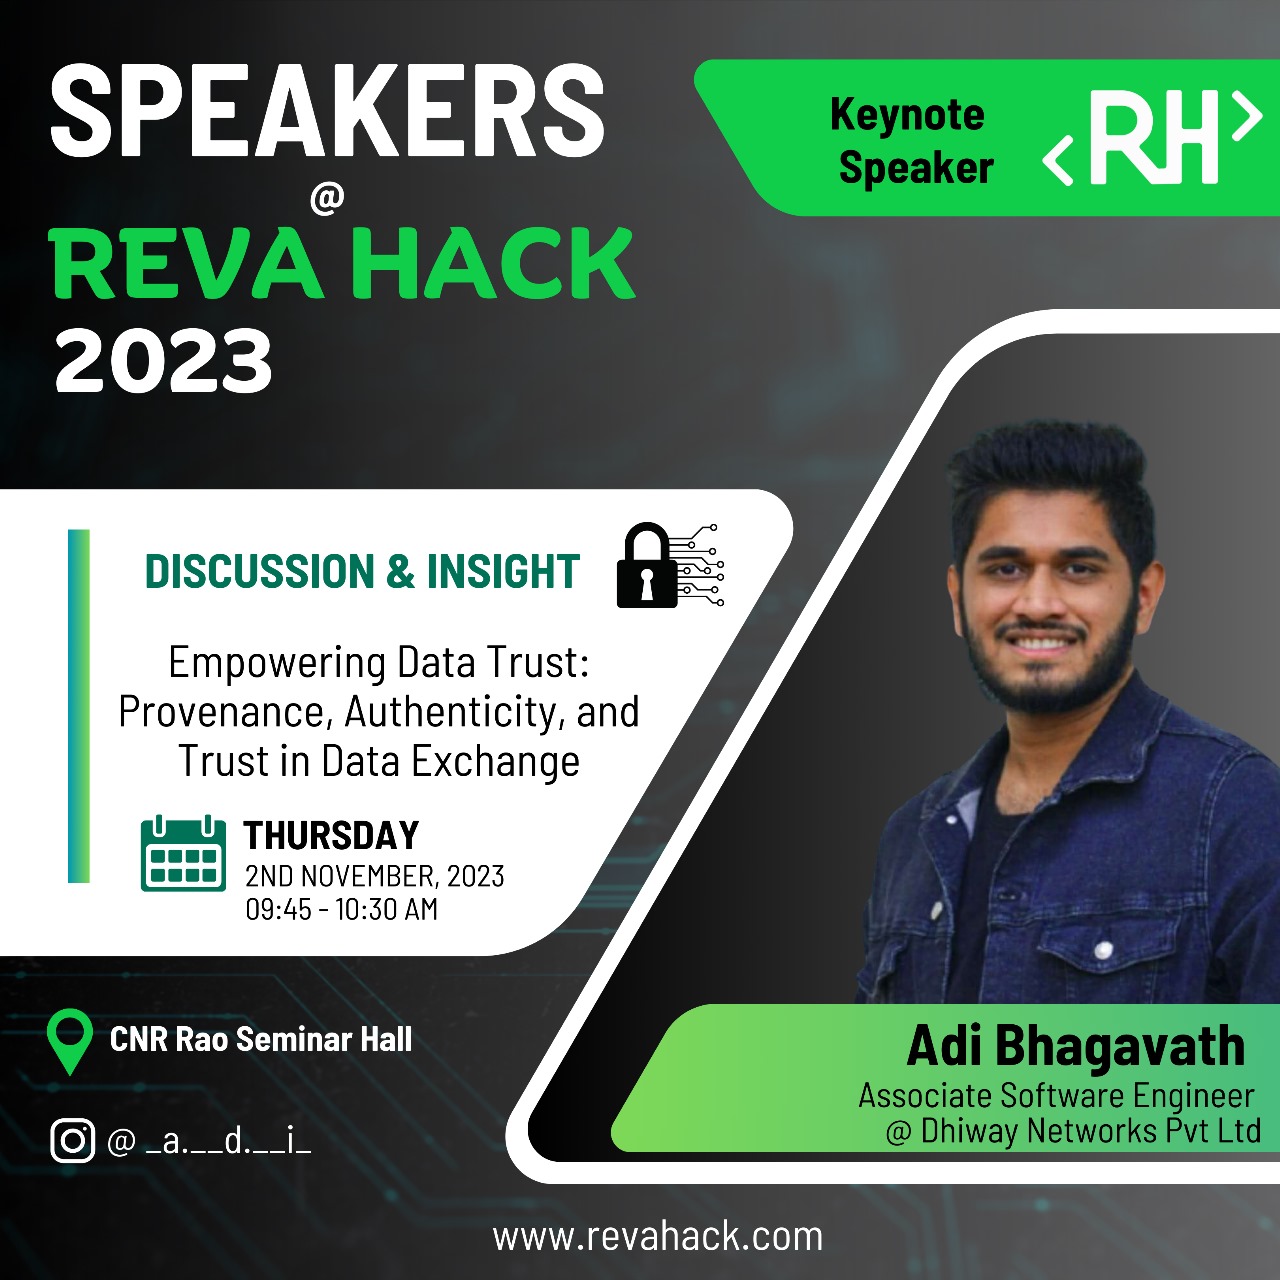 SPEAKERS
@
REVA HACK
2023
Keynote
Speaker
<RH>
DISCUSSION & INSIGHT
Empowering Data Trust:
Provenance, Authenticity, and
Trust in Data Exchange
THURSDAY
2ND NOVEMBER, 2023
09:45 - 10:30 AM
CNR Rao Seminar Hall
@ _a.__d.__i_
Adi Bhagavath
Associate Software Engineer
@ Dhiway Networks Pvt Ltd
www.revahack.com